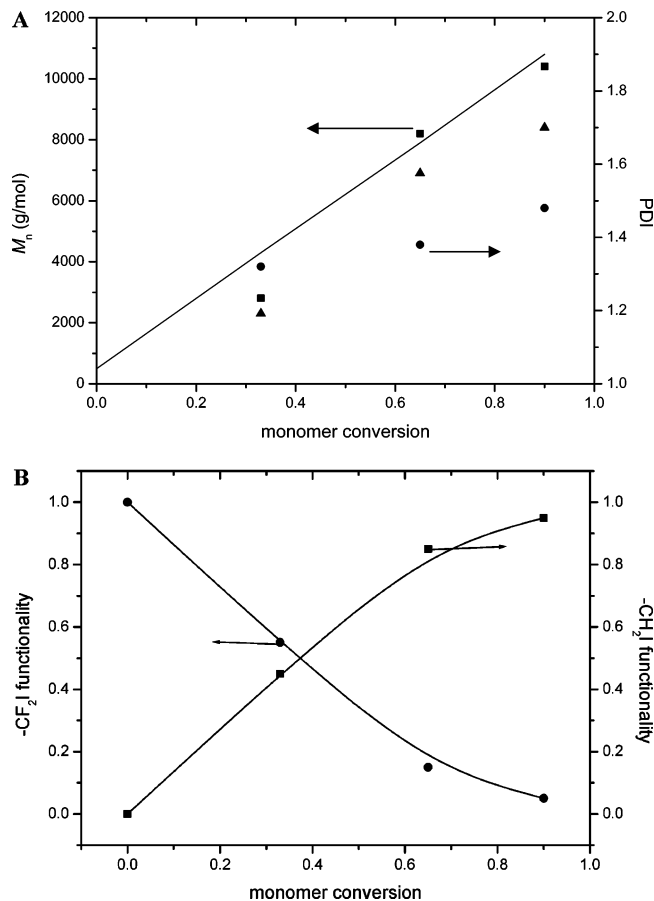 A
12000
10000
8000
6000
4000
2000
0
Mn (g/mol)
2.0
1.8
1.6
1.4
1.2
1.0
PDI
0.0 0.2 0.4 0.6 0.8 1.0
monomer conversion
B
1.0
0.8
0.6
0.4
0.2
0.0
-CF2I functionality
1.0
0.8
0.6
0.4
0.2
0.0
-CH2I functionality
0.0 0.2 0.4 0.6 0.8 1.0
monomer conversion